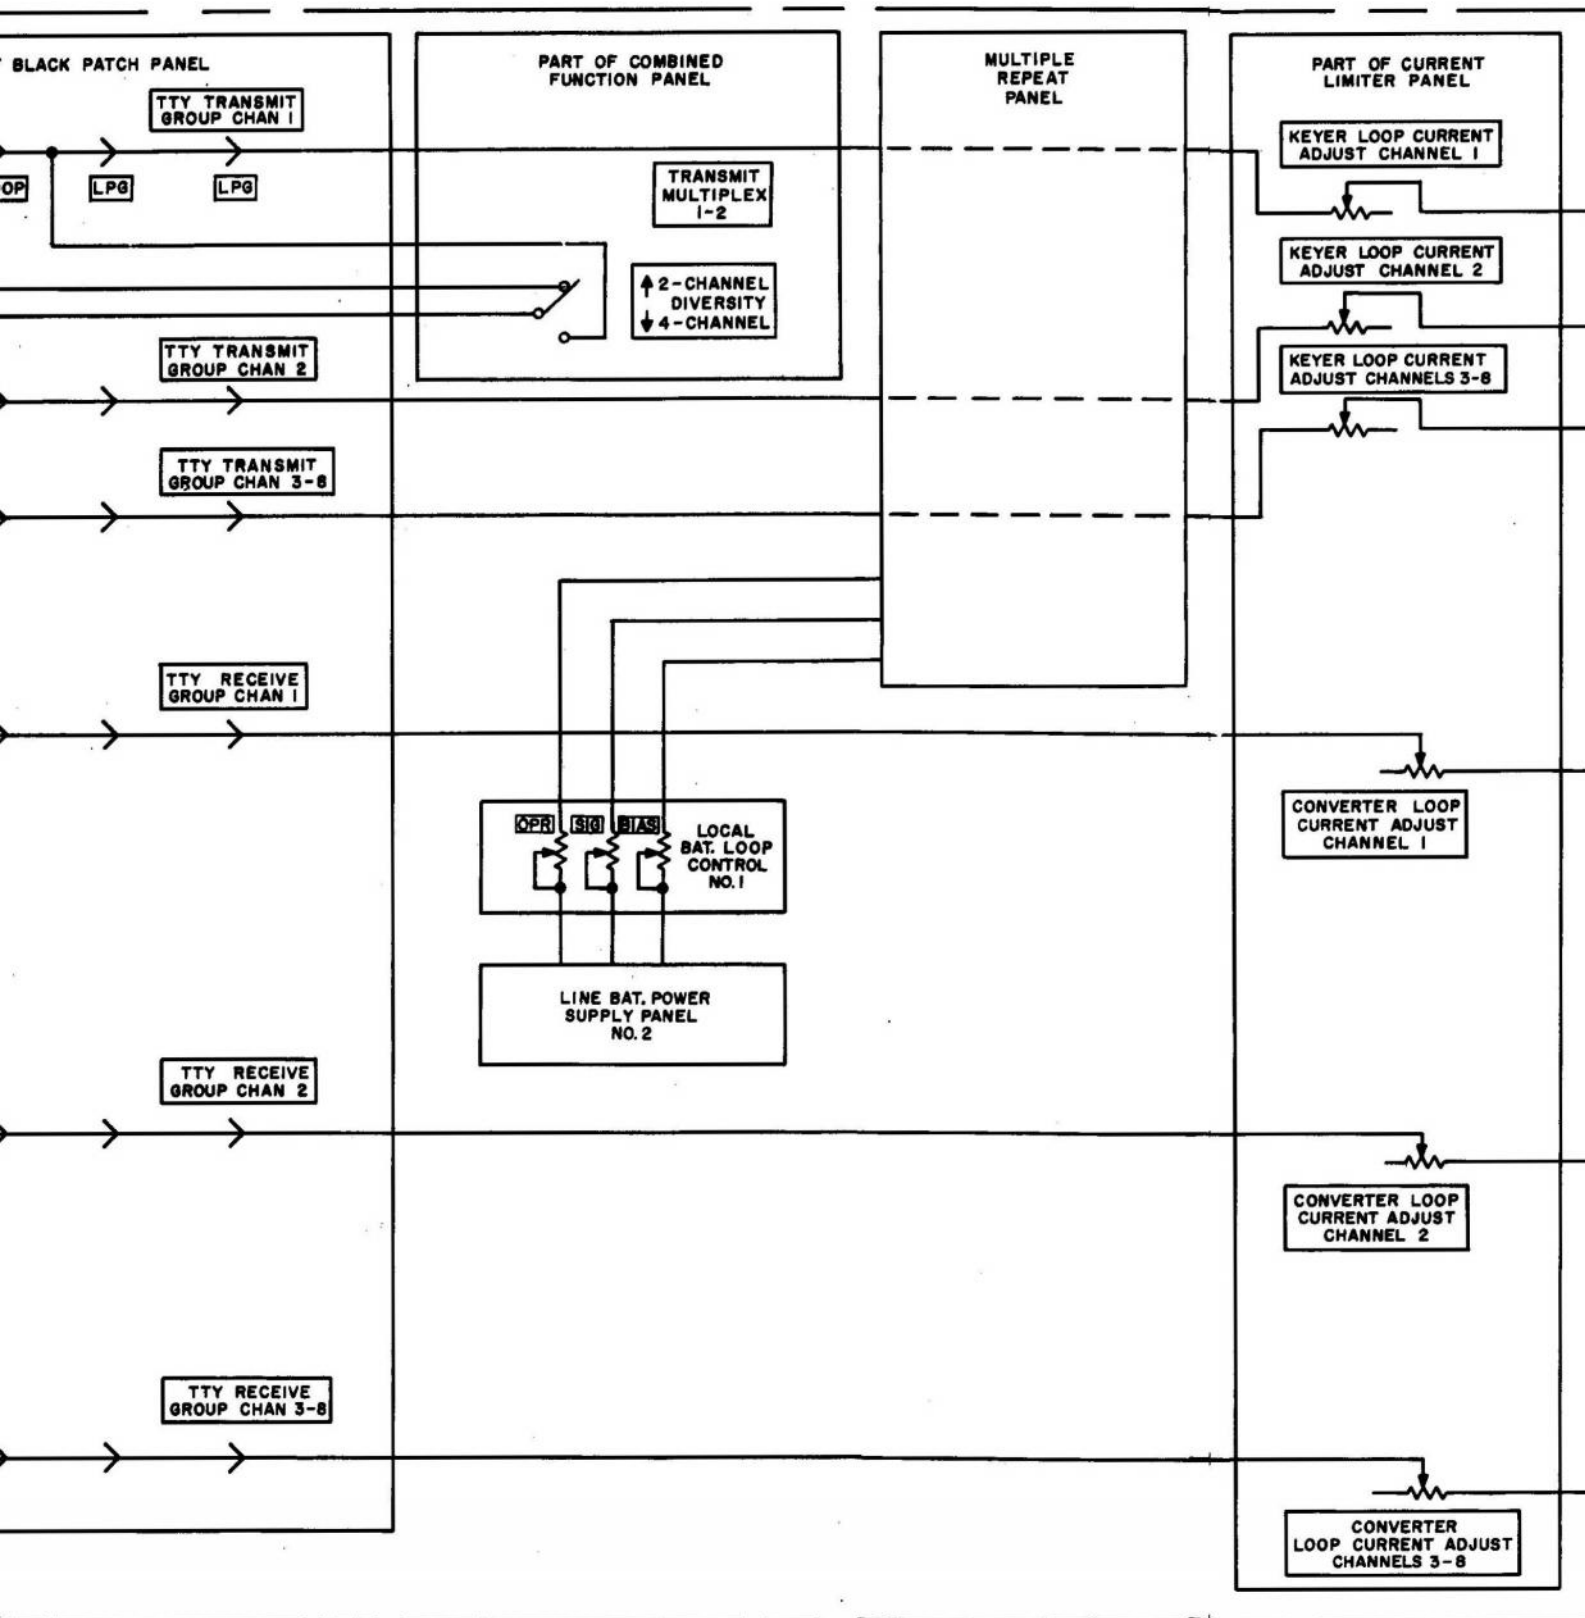 BLACK PATCH PANEL
TTY TRANSMIT
GROUP CHAN 1
OP
LPG
LPG
TTY TRANSMIT
GROUP CHAN 2
TTY TRANSMIT
GROUP CHAN 3-8
TTY RECEIVE
GROUP CHAN 1
TTY RECEIVE
GROUP CHAN 2
TTY RECEIVE
GROUP CHAN 3-8
PART OF COMBINED
FUNCTION PANEL
TRANSMIT
MULTIPLEX
1-2
2-CHANNEL
DIVERSITY
4-CHANNEL
OPR
SIG
BIAS
LOCAL
BAT. LOOP
CONTROL
NO. 1
LINE BAT. POWER
SUPPLY PANEL
NO. 2
MULTIPLE
REPEAT
PANEL
PART OF CURRENT
LIMITER PANEL
KEYER LOOP CURRENT
ADJUST CHANNEL 1
KEYER LOOP CURRENT
ADJUST CHANNEL 2
KEYER LOOP CURRENT
ADJUST CHANNELS 3-8
CONVERTER LOOP
CURRENT ADJUST
CHANNEL 1
CONVERTER LOOP
CURRENT ADJUST
CHANNEL 2
CONVERTER
LOOP CURRENT ADJUST
CHANNELS 3-8